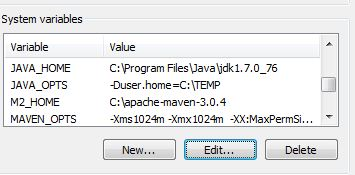 System variables
Variable Value
JAVA_HOME C:\Program Files\Java\jdk1.7.0_76
JAVA_OPTS -Duser.home=C:\TEMP
M2_HOME C:\apache-maven-3.0.4
MAVEN_OPTS -Xms1024m -Xmx1024m -XX:MaxPermSi...
New... Edit... Delete